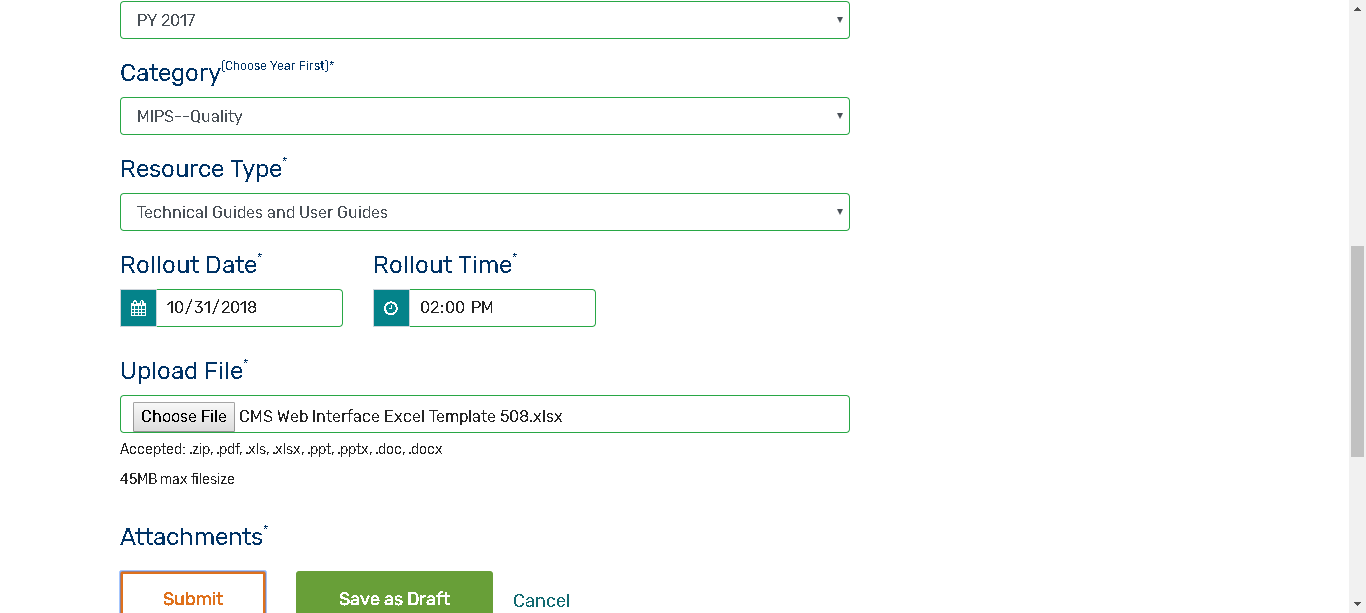 PY 2017
Category(Choose Year First)*
MIPS--Quality
Resource Type*
Technical Guides and User Guides
Rollout Date* Rollout Time*
10/31/2018 02:00 PM
Upload File*
Choose File CMS Web Interface Excel Template 508.xlsx
Accepted: .zip, .pdf, .xls, .xlsx, .ppt, .pptx, .doc, .docx
45MB max filesize
Attachments*
Submit Save as Draft Cancel